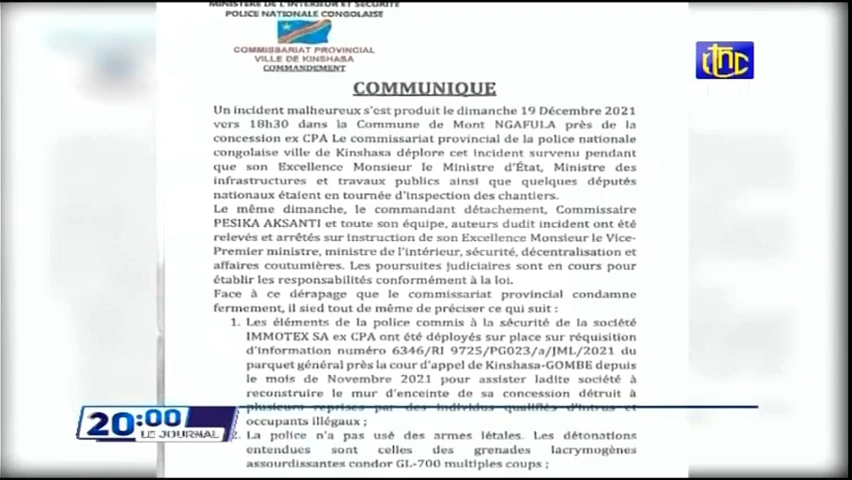 MINISTERE DE L'INTERIEUR ET SECURITE
POLICE NATIONALE CONGOLAISE
COMMISSARIAT PROVINCIAL
VILLE DE KINSHASA
COMMANDEMENT
COMMUNIQUE
Un incident malheureux s'est produit le dimanche 19 Décembre 2021
vers 18h30 dans la Commune de Mont NGAFULA près de la
concession ex CPA Le commissariat provincial de la police nationale
congolaise ville de Kinshasa déplore cet incident survenu pendant
que son Excellence Monsieur le Ministre d'État, Ministre des
infrastructures et travaux publics ainsi que quelques députés
nationaux étaient en tournée d'inspection des chantiers.
Le même dimanche, le commandant détachement, Commissaire
PESIKA AKSANTI et toute son équipe, auteurs dudit incident ont été
relevés et arrêtés sur instruction de son Excellence Monsieur le Vice-
Premier ministre, ministre de l'intérieur, sécurité, décentralisation et
affaires coutumières. Les poursuites judiciaires sont en cours pour
établir les responsabilités conformément à la loi.
Face à ce dérapage que le commissariat provincial condamne
fermement, il sied tout de même de préciser ce qui suit :
1. Les éléments de la police commis à la sécurité de la société
IMMOTEX SA ex CPA ont été déployés sur place sur réquisition
d'information numéro 6346/RI 9725/PG023/a/JML/2021 du
parquet général près la cour d'appel de Kinshasa-GOMBE depuis
le mois de Novembre 2021 pour assister ladite société à
reconstruire le mur d'enceinte de sa concession détruit à
plusieurs reprises par des individus qualifiés d'intrus et
occupants illégaux ;
2. La police n'a pas usé des armes létales. Les détonations
entendues sont celles des grenades lacrymogènes
assourdissantes condor GL-700 multiples coups ;
20:00
LE JOURNAL